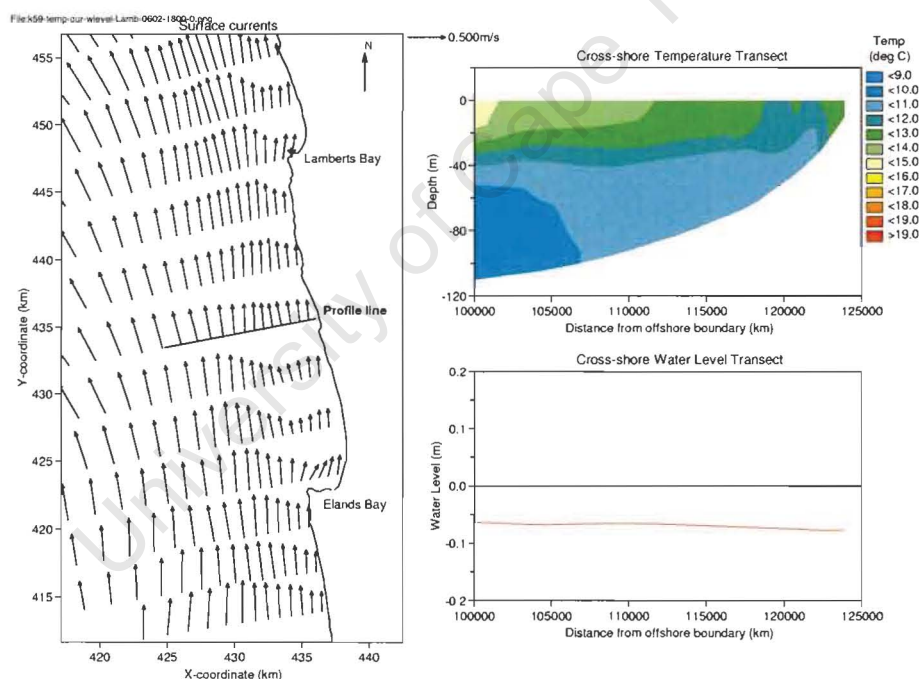 File:k59-temp-cur-wlevel-Lamb-0602-1800-0.png
Surface currents
0.500m/s
N
Lamberts Bay
Profile line
Elands Bay
Y-coordinate (km)
455
450
445
440
435
430
425
420
415
420 425 430 435 440
X-coordinate (km)
Cross-shore Temperature Transect
Depth (m)
0
-40
-80
-120
100000 105000 110000 115000 120000 125000
Distance from offshore boundary (km)
Temp
(deg C)
<9.0
<10.0
<11.0
<12.0
<13.0
<14.0
<15.0
<16.0
<17.0
<18.0
<19.0
>19.0
Cross-shore Water Level Transect
Water Level (m)
0.2
0.1
0.0
-0.1
-0.2
100000 105000 110000 115000 120000 125000
Distance from offshore boundary (km)
University of Cape T